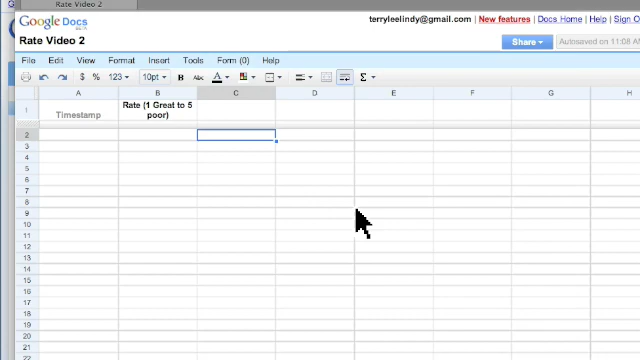 Rate Video 2
Google Docs
terryleelindy@gmail.com | New features | Docs Home | Help | Sign O
Rate Video 2
Share
Autosaved on 11:08 AM
File Edit View Format Insert Tools Form (0) Help
$ % 123 10pt B Abc A Σ
A B C D E F G H
1 Timestamp Rate (1 Great to 5
poor)
2
3
4
5
6
7
8
9
10
11
12
13
14
15
16
17
18
19
20
21
22